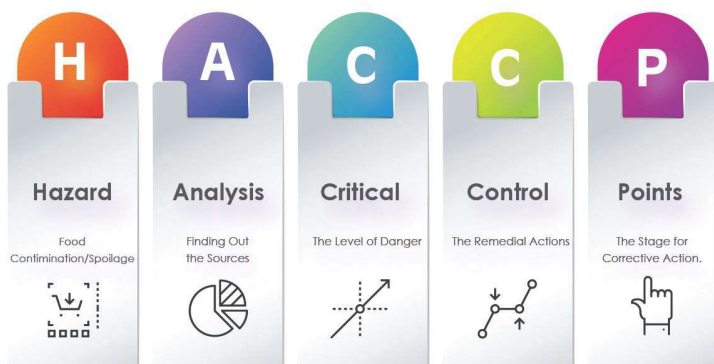 H
A
C
C
P
Hazard
Analysis
Critical
Control
Points
Food
Contimination/Spoilage
Finding Out
the Sources
The Level of Danger
The Remedial Actions
The Stage for
Corrective Action.